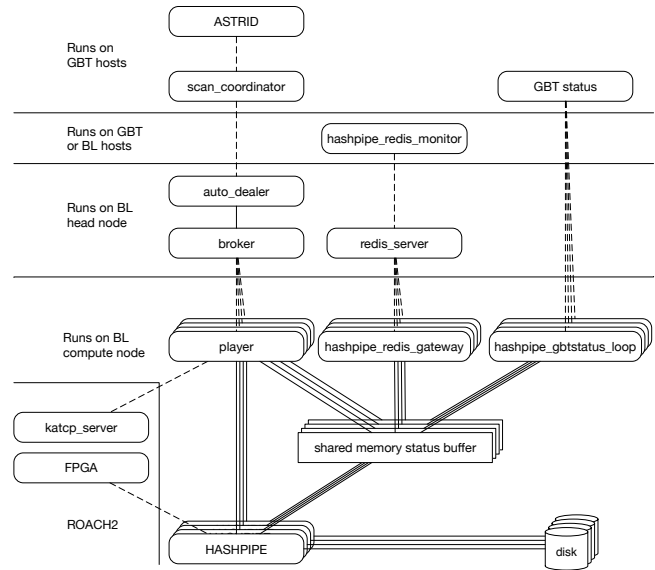 ASTRID
Runs on
GBT hosts
scan_coordinator
GBT status
Runs on GBT
or BL hosts
hashpipe_redis_monitor
auto_dealer
Runs on BL
head node
broker
redis_server
Runs on BL
compute node
player
hashpipe_redis_gateway
hashpipe_gbtstatus_loop
katcp_server
shared memory status buffer
FPGA
ROACH2
HASHPIPE
disk